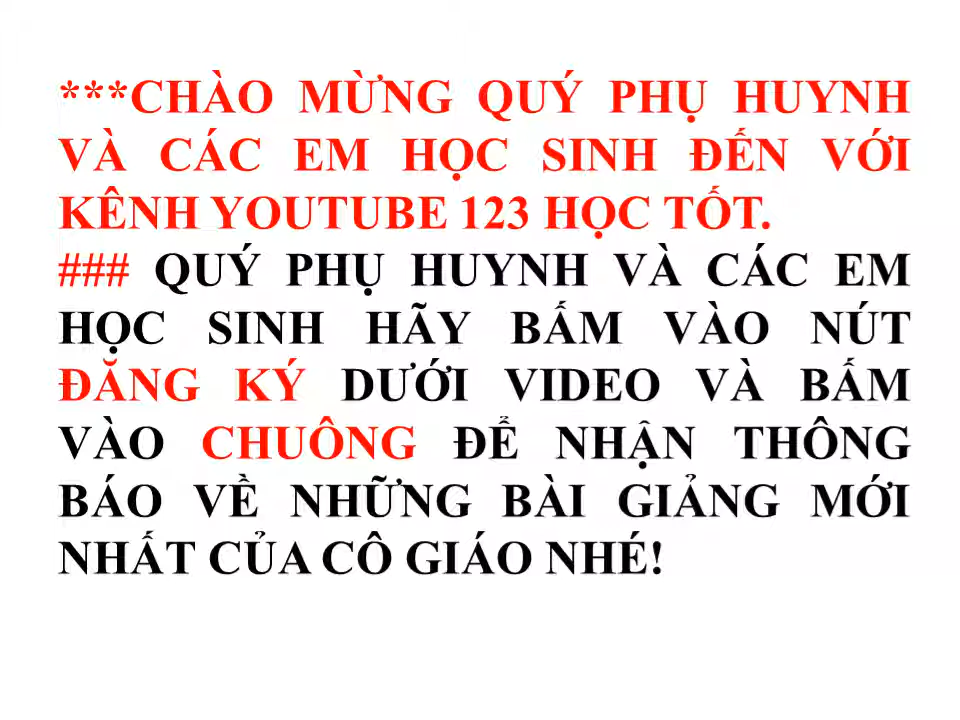 ***CHÀO MỪNG QUÝ PHỤ HUYNH
VÀ CÁC EM HỌC SINH ĐẾN VỚI
KÊNH YOUTUBE 123 HỌC TỐT.
### QUÝ PHỤ HUYNH VÀ CÁC EM
HỌC SINH HÃY BẤM VÀO NÚT
ĐĂNG KÝ DƯỚI VIDEO VÀ BẤM
VÀO CHUÔNG ĐỂ NHẬN THÔNG
BÁO VỀ NHỮNG BÀI GIẢNG MỚI
NHẤT CỦA CÔ GIÁO NHÉ!